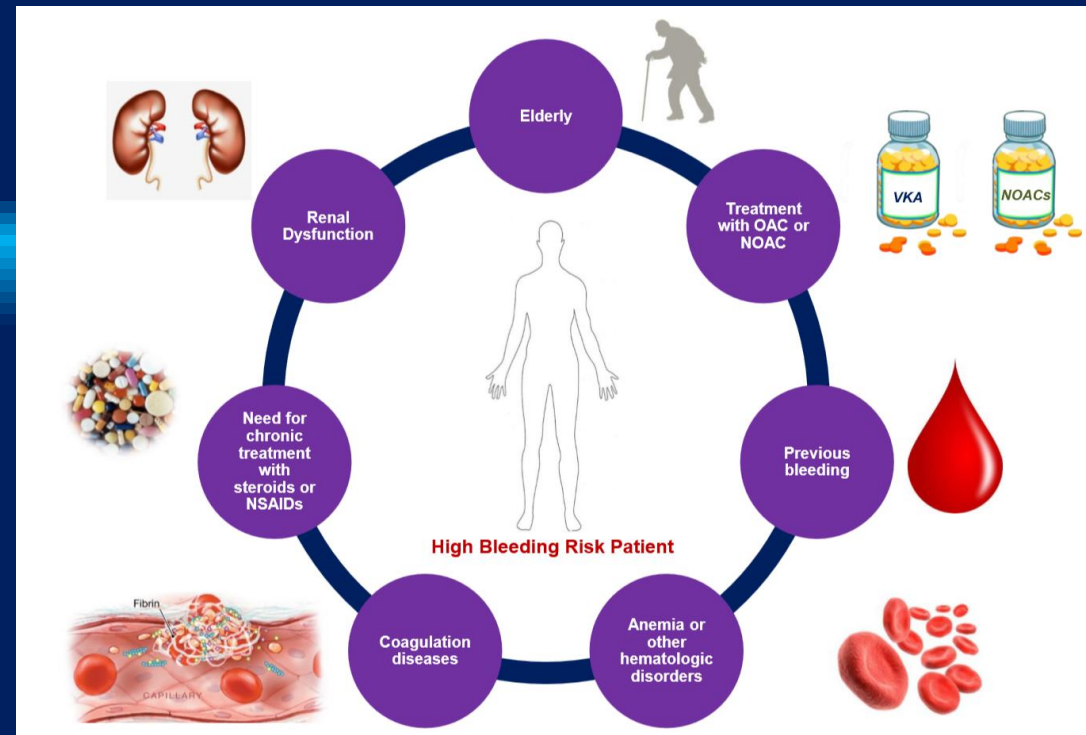 Elderly
Treatment
with OAC or
NOAC
VKA
NOACs
Previous
bleeding
Anemia or
other
hematologic
disorders
Coagulation
diseases
Need for
chronic
treatment
with
steroids or
NSAIDs
Renal
Dysfunction
High Bleeding Risk Patient
Fibrin
CAPILLARY